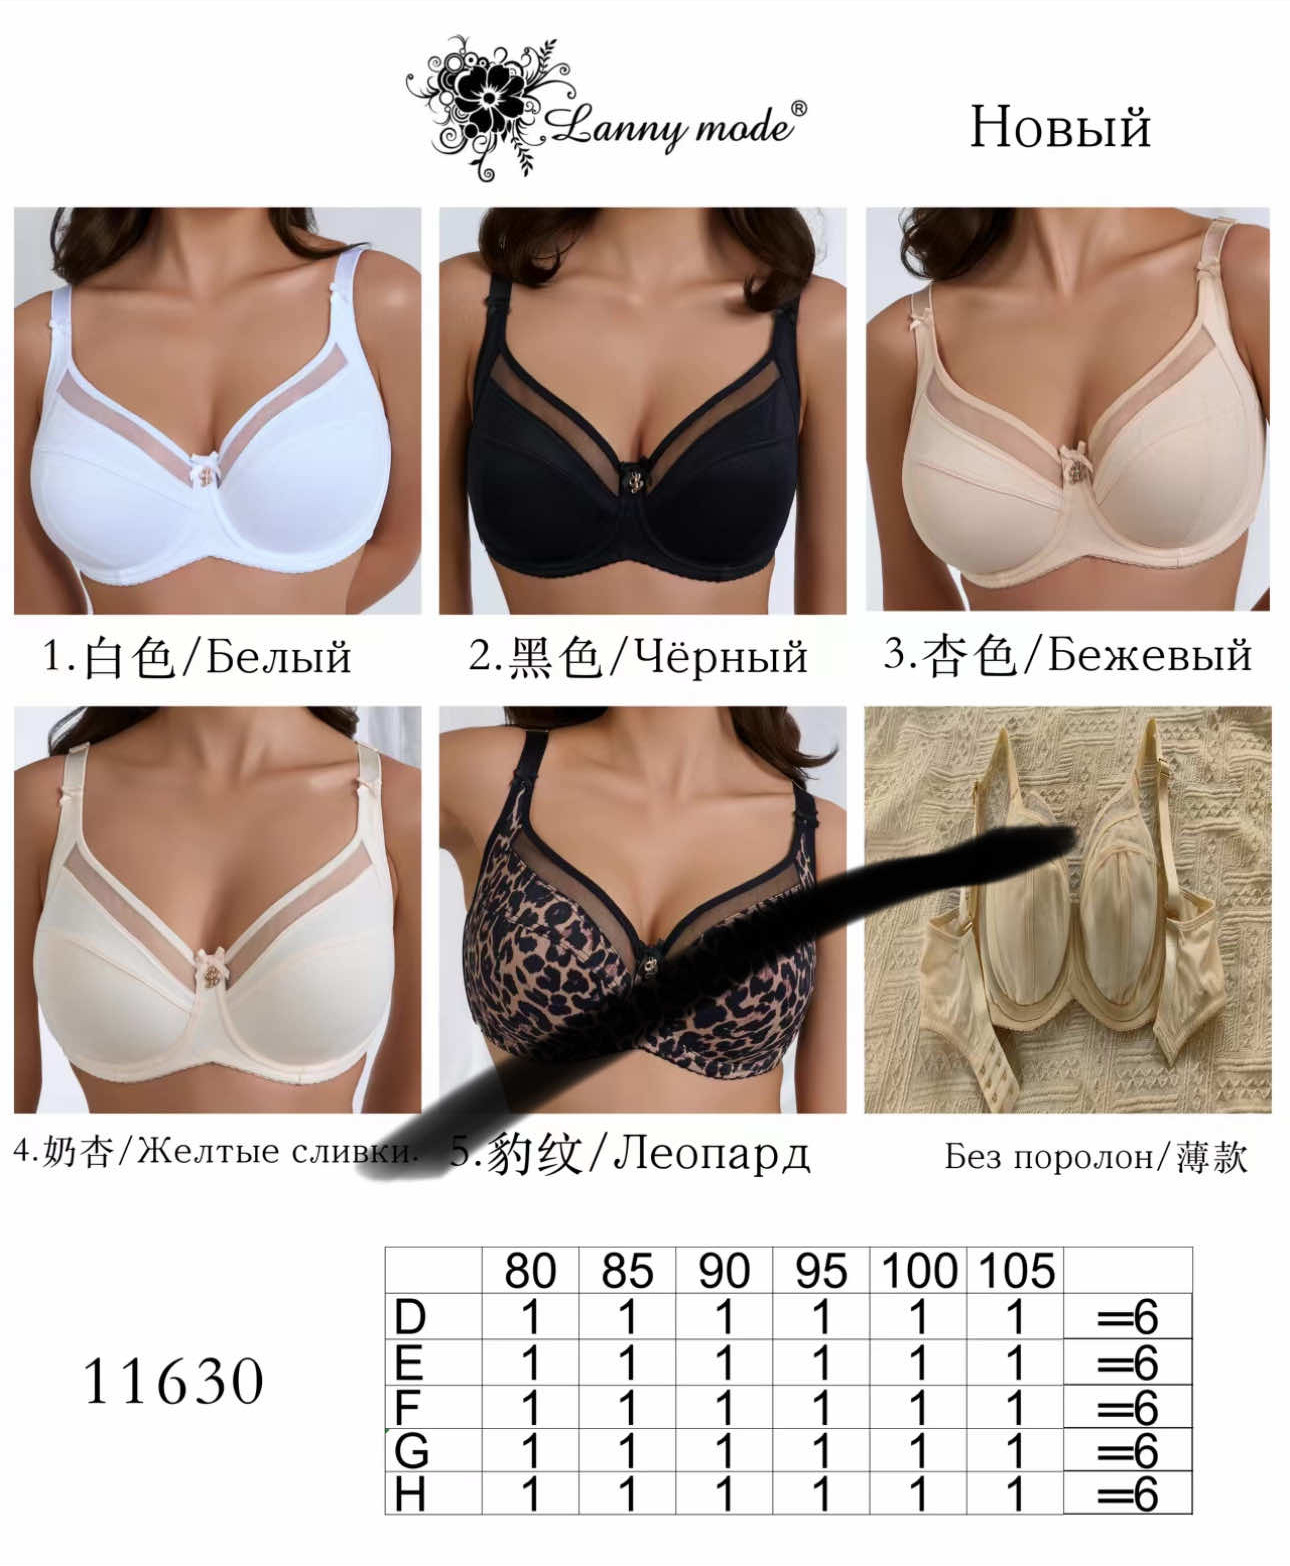 Lanny mode®
Новый
1.白色/Белый
2.黑色/Чёрный
3.杏色/Бежевый
4.奶杏/Желтые сливки.
5.豹纹/Леопард
Без поролон/薄款
11630
80 85 90 95 100 105
D 1 1 1 1 1 1 =6
E 1 1 1 1 1 1 =6
F 1 1 1 1 1 1 =6
G 1 1 1 1 1 1 =6
H 1 1 1 1 1 1 =6